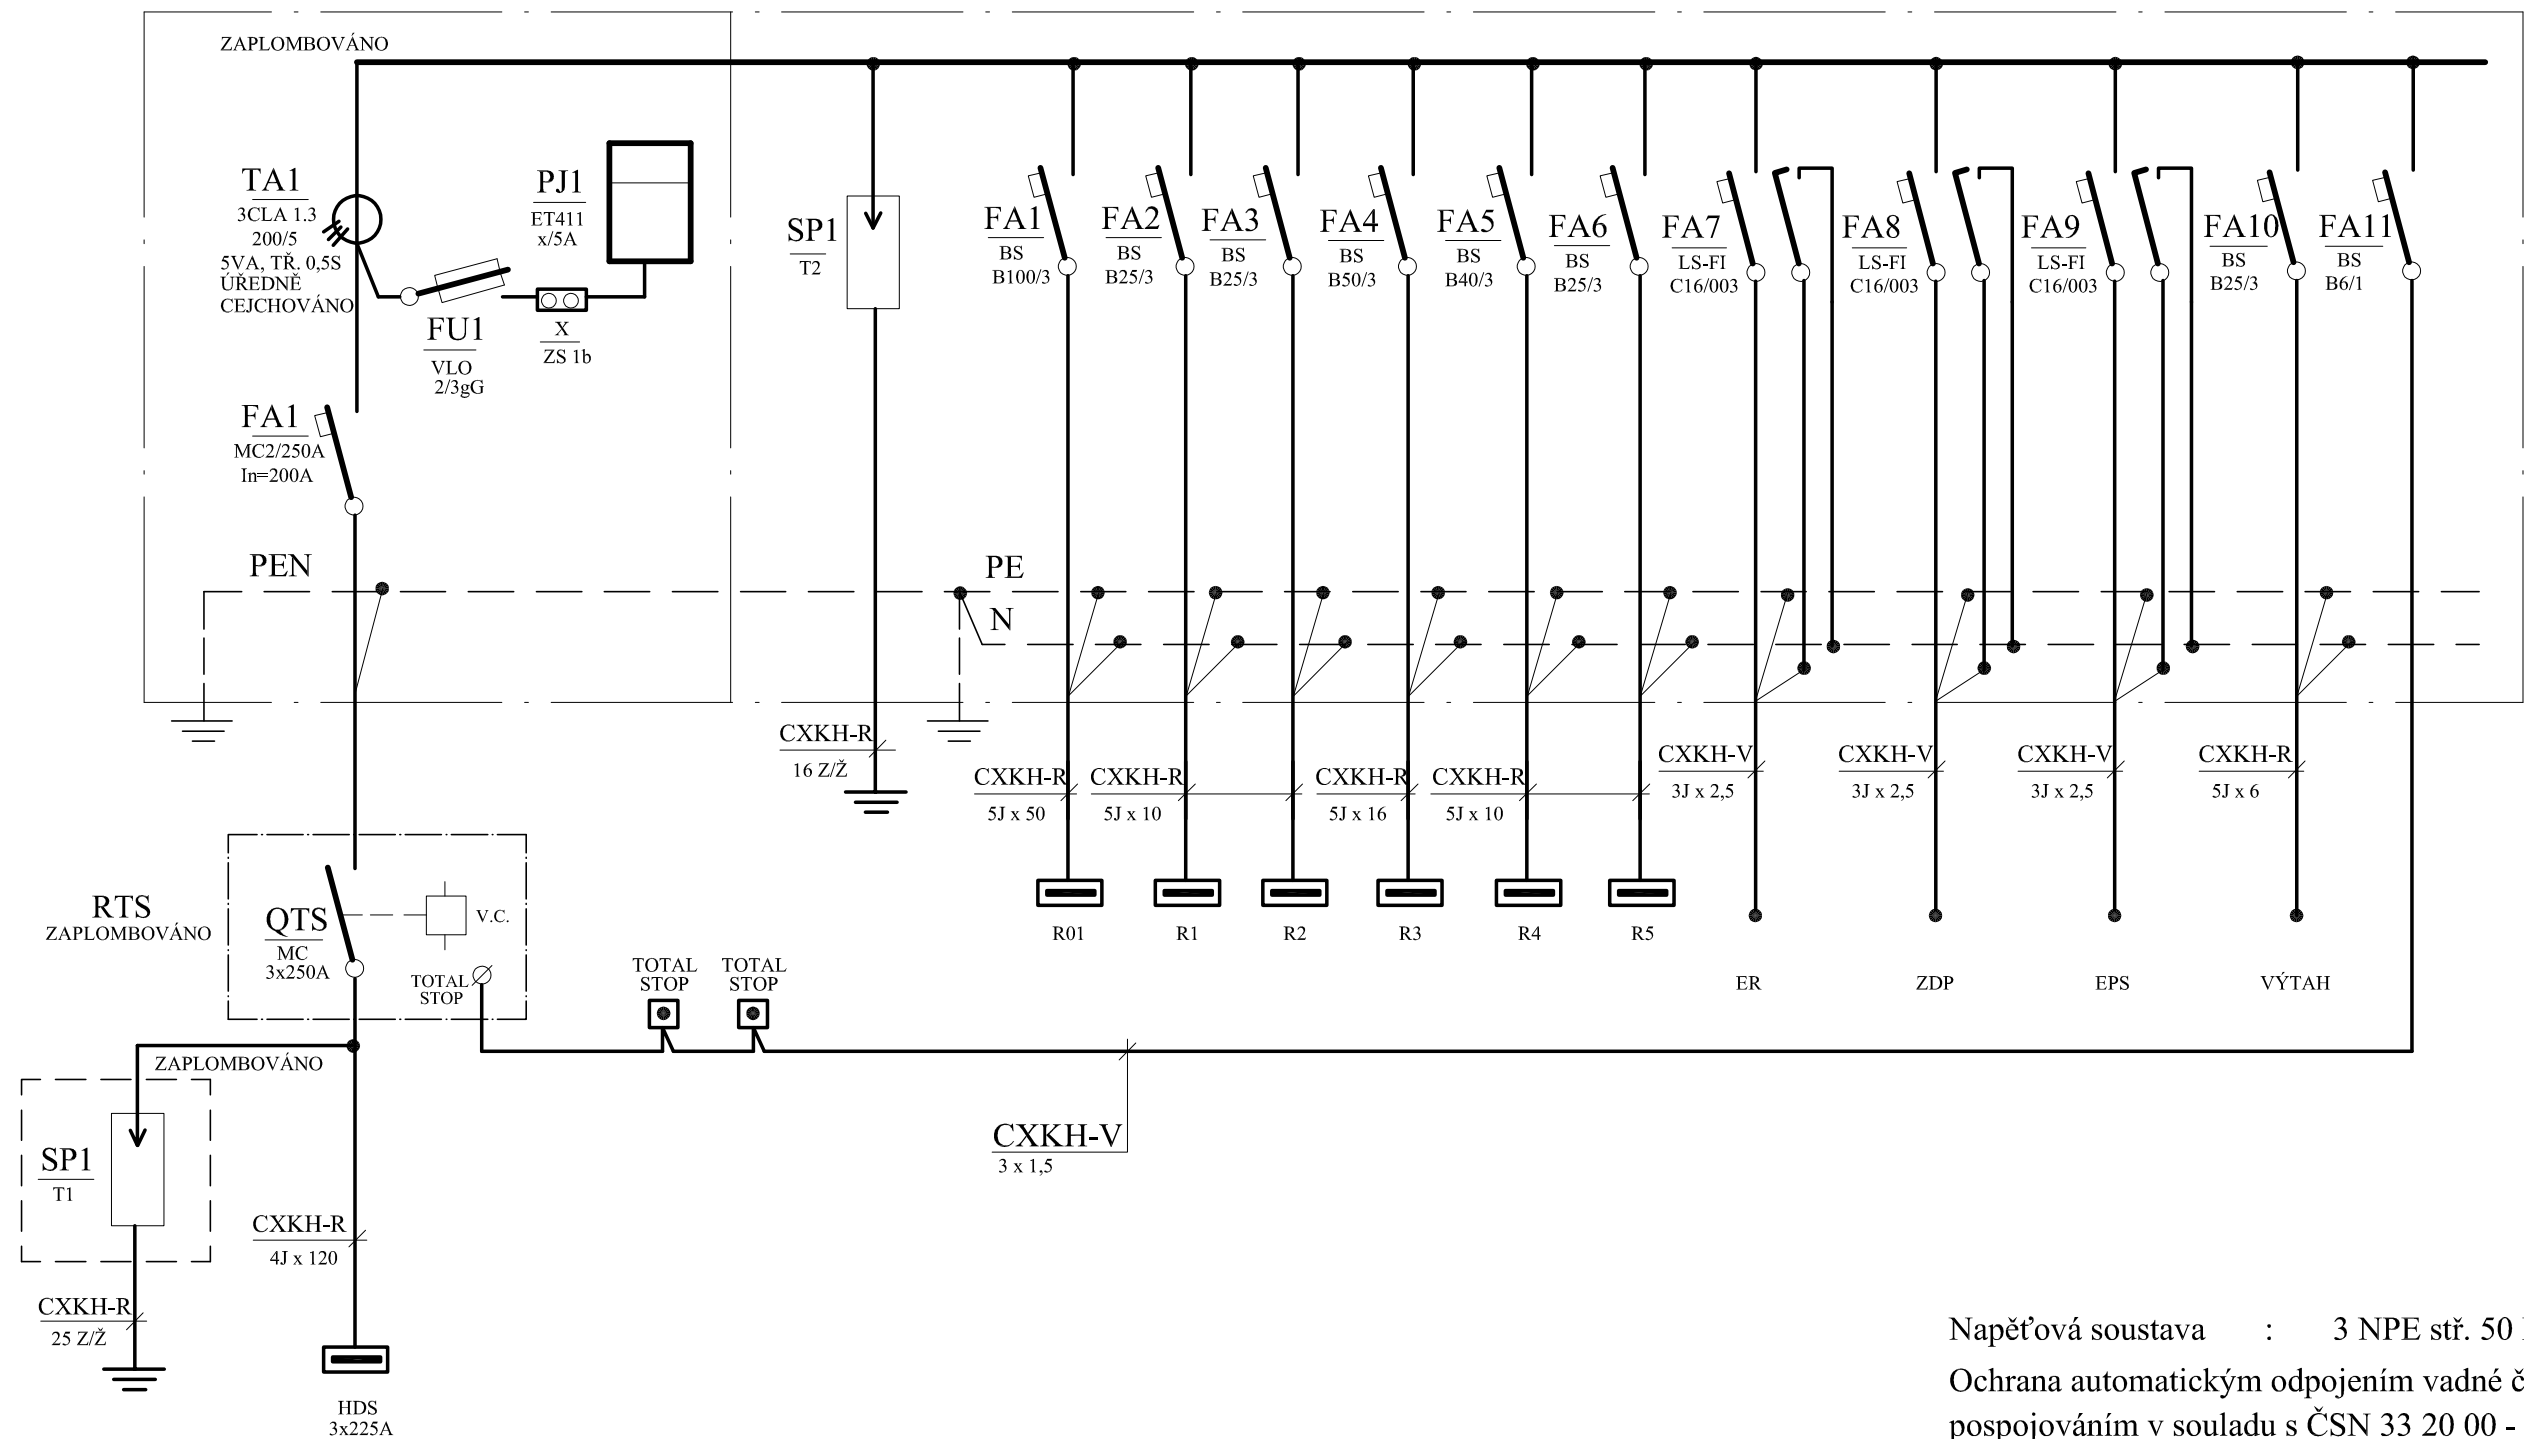 ZAPLOMBOVÁNO
TA1
3CLA 1.3
200/5
5VA, TŘ. 0,5S
ÚŘEDNĚ
CEJCHOVÁNO
PJ1
ET411
x/5A
FU1
VLO
2/3gG
X
ZS 1b
FA1
MC2/250A
In=200A
SP1
T2
FA1
BS
B100/3
FA2
BS
B25/3
FA3
BS
B25/3
FA4
BS
B50/3
FA5
BS
B40/3
FA6
BS
B25/3
FA7
LS-FI
C16/003
FA8
LS-FI
C16/003
FA9
LS-FI
C16/003
FA10
BS
B25/3
FA11
BS
B6/1
PEN
PE
N
CXKH-R
16 Z/Ž
CXKH-R
5J x 50
CXKH-R
5J x 10
CXKH-R
5J x 16
CXKH-R
5J x 10
CXKH-V
3J x 2,5
CXKH-V
3J x 2,5
CXKH-V
3J x 2,5
CXKH-R
5J x 6
RTS
ZAPLOMBOVÁNO
QTS
MC
3x250A
V.C.
TOTAL
STOP
TOTAL
STOP
TOTAL
STOP
R01
R1
R2
R3
R4
R5
ER
ZDP
EPS
VÝTAH
ZAPLOMBOVÁNO
SP1
T1
CXKH-V
3 x 1,5
CXKH-R
4J x 120
CXKH-R
25 Z/Ž
HDS
3x225A
Napěťová soustava : 3 NPE stř. 50
Ochrana automatickým odpojením vadné č
pospojováním v souladu s ČSN 33 20 00 -